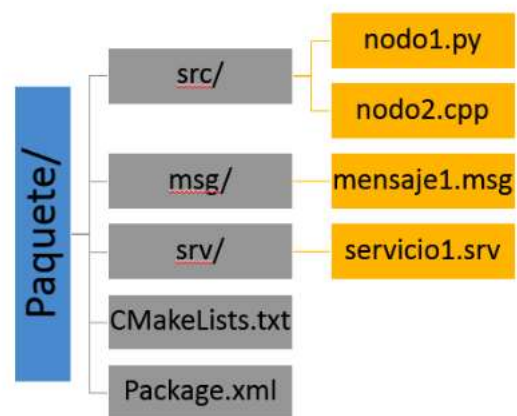 Paquete/
src/
nodo1.py
nodo2.cpp
msg/
mensaje1.msg
srv/
servicio1.srv
CMakeLists.txt
Package.xml